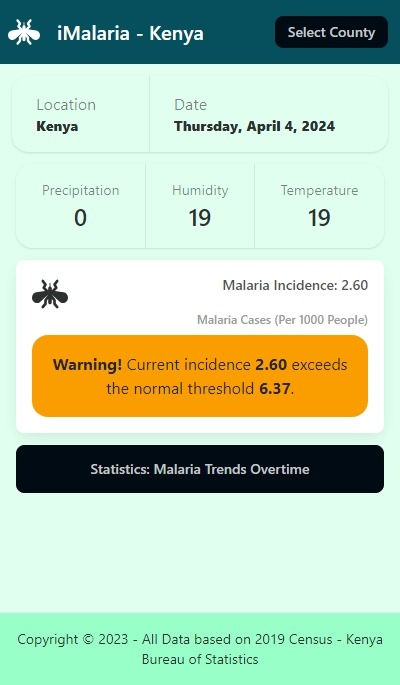 iMalaria - Kenya
Select County
Location
Kenya
Date
Thursday, April 4, 2024
Precipitation
0
Humidity
19
Temperature
19
Malaria Incidence: 2.60
Malaria Cases (Per 1000 People)
Warning! Current incidence 2.60 exceeds
the normal threshold 6.37.
Statistics: Malaria Trends Overtime
Copyright © 2023 - All Data based on 2019 Census - Kenya
Bureau of Statistics